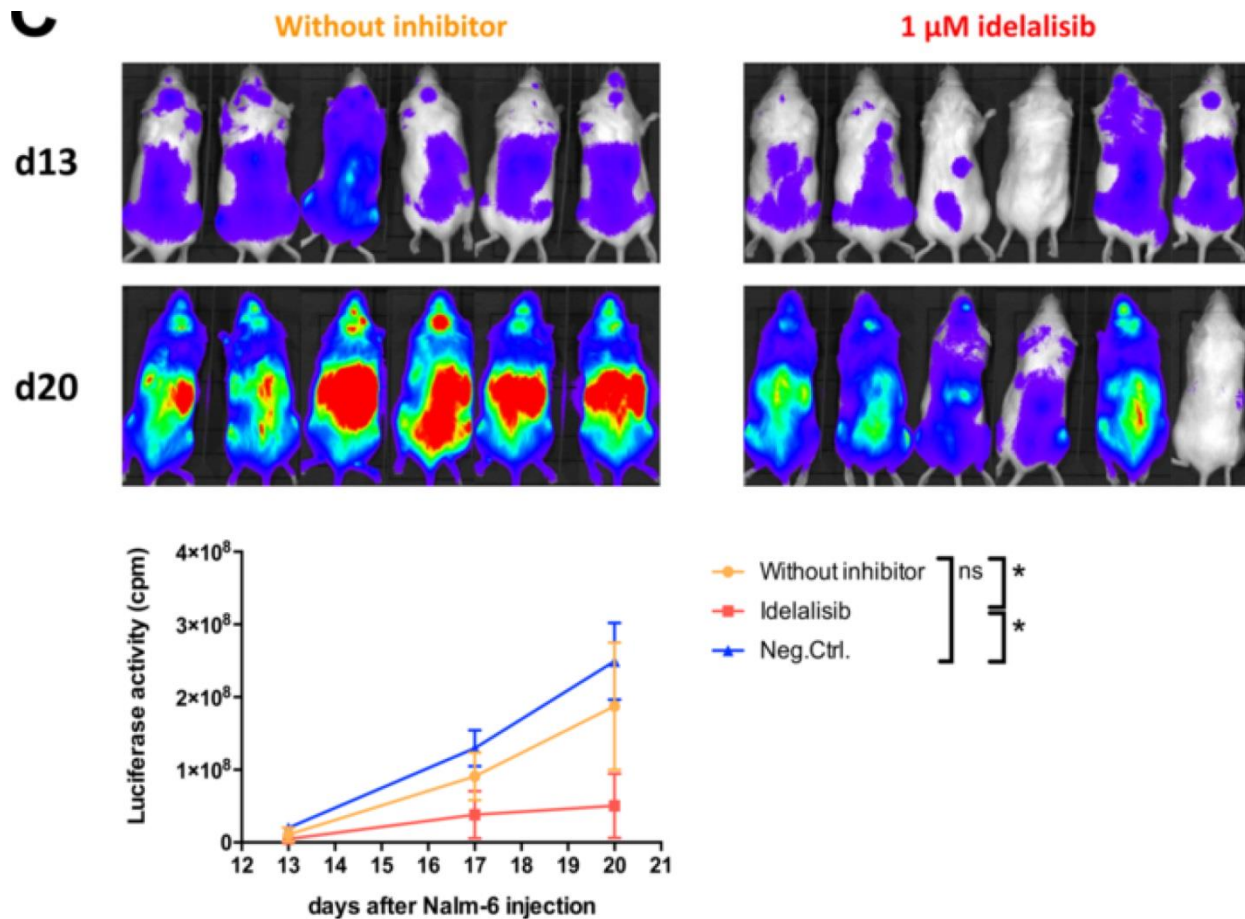 C
Without inhibitor
1 µM idelalisib
d13
d20
Luciferase activity (cpm)
4×10⁸
3×10⁸
2×10⁸
1×10⁸
0
12 13 14 15 16 17 18 19 20 21
days after Nalm-6 injection
Without inhibitor
Idelalisib
Neg.Ctrl.
ns
*
*